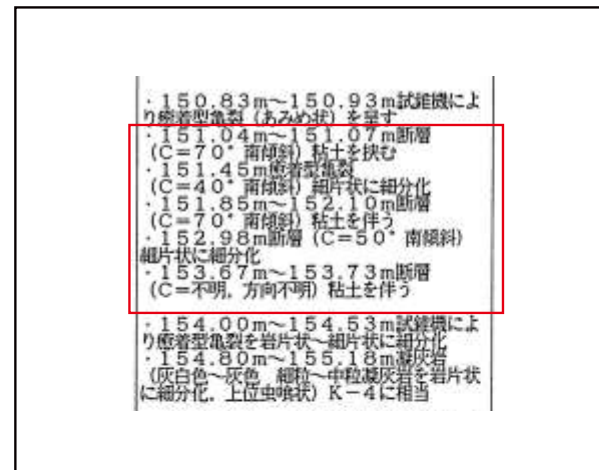 ・150.83m～150.93m試錐機によ
り癒着型亀裂（あみめ状）を呈す
・151.04m～151.07m断層
（C=70°南傾斜）粘土を挟む
・151.45m癒着型亀裂
（C=40°南傾斜）細片状に細分化
・151.85m～152.10m断層
（C=70°南傾斜）粘土を伴う
・152.98m断層（C=50°南傾斜）
細片状に細分化
・153.67m～153.73m断層
（C=不明，方向不明）粘土を伴う
・154.00m～154.53m試錐機によ
り癒着型亀裂を岩片状～細片状に細分化
・154.80m～155.18m凝灰岩
（灰白色～灰色　細粒～中粒凝灰岩を岩片状
に細分化，上位虫喰状）K－4に相当